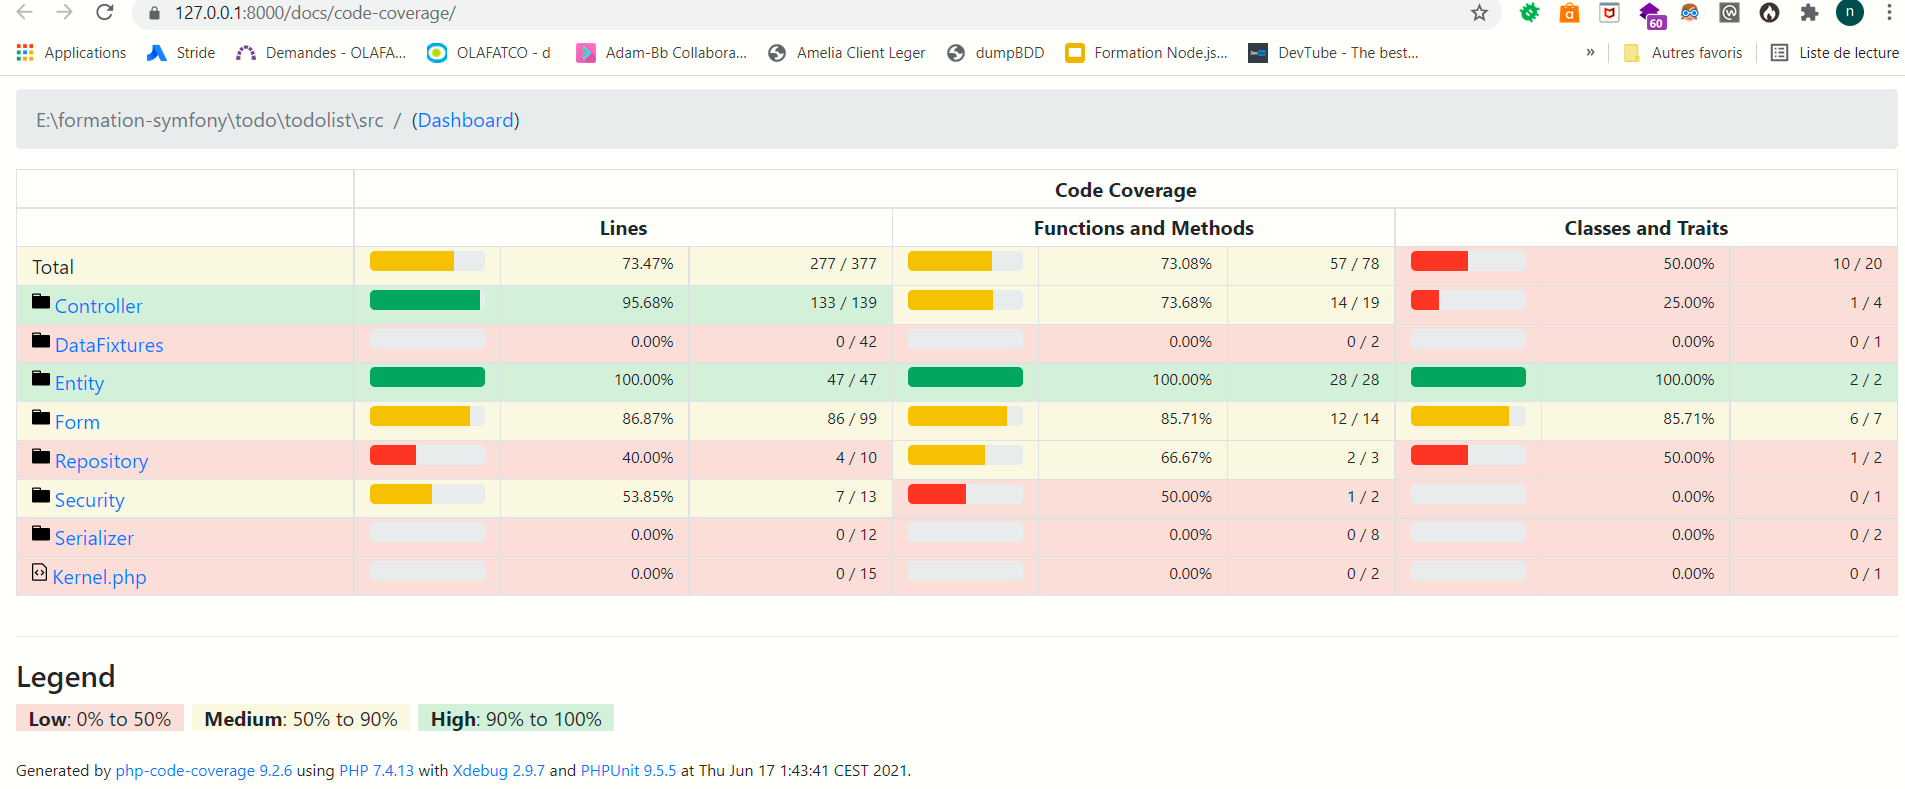 127.0.0.1:8000/docs/code-coverage/
60
n
Applications Stride Demandes - OLAFA... OLAFATCO - d Adam-Bb Collabora... Amelia Client Leger dumpBDD Formation Node.js... DevTube - The best... » Autres favoris Liste de lecture
E:\formation-symfony\todo\todolist\src / (Dashboard)
Code Coverage
Lines Functions and Methods Classes and Traits
Total 73.47% 277 / 377 73.08% 57 / 78 50.00% 10 / 20
Controller 95.68% 133 / 139 73.68% 14 / 19 25.00% 1 / 4
DataFixtures 0.00% 0 / 42 0.00% 0 / 2 0.00% 0 / 1
Entity 100.00% 47 / 47 100.00% 28 / 28 100.00% 2 / 2
Form 86.87% 86 / 99 85.71% 12 / 14 85.71% 6 / 7
Repository 40.00% 4 / 10 66.67% 2 / 3 50.00% 1 / 2
Security 53.85% 7 / 13 50.00% 1 / 2 0.00% 0 / 1
Serializer 0.00% 0 / 12 0.00% 0 / 8 0.00% 0 / 2
Kernel.php 0.00% 0 / 15 0.00% 0 / 2 0.00% 0 / 1
Legend
Low: 0% to 50% Medium: 50% to 90% High: 90% to 100%
Generated by php-code-coverage 9.2.6 using PHP 7.4.13 with Xdebug 2.9.7 and PHPUnit 9.5.5 at Thu Jun 17 1:43:41 CEST 2021.